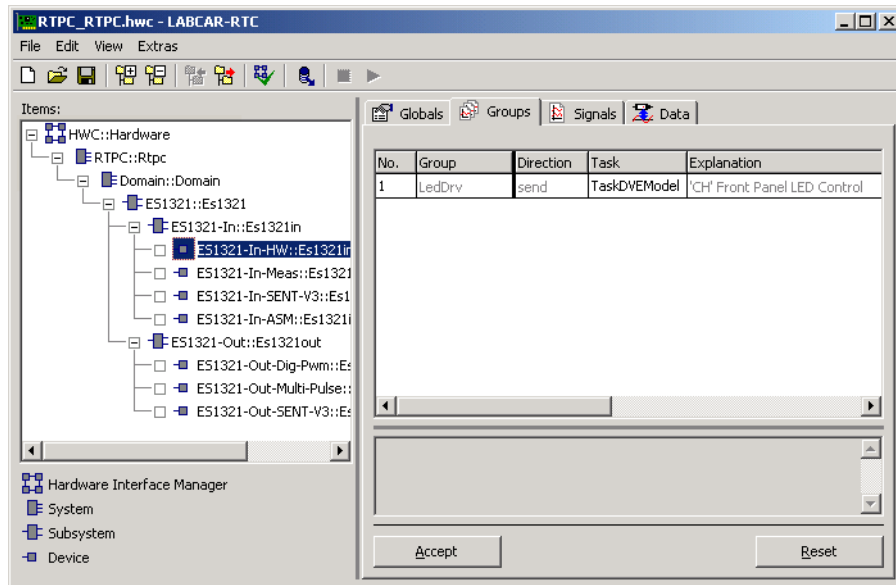 RTPC_RTPC.hwc - LABCAR-RTC
File Edit View Extras
Items:
HWC::Hardware
RTPC::Rtpc
Domain::Domain
ES1321::Es1321
ES1321-In::Es1321in
ES1321-In-HW::Es1321in
ES1321-In-Meas::Es1321
ES1321-In-SENT-V3::Es1
ES1321-In-ASM::Es1321i
ES1321-Out::Es1321out
ES1321-Out-Dig-Pwm::Es
ES1321-Out-Multi-Pulse::
ES1321-Out-SENT-V3::Es
Hardware Interface Manager
System
Subsystem
Device
Globals Groups Signals Data
No. Group Direction Task Explanation
1 LedDrv send TaskDVEModel 'CH' Front Panel LED Control
Accept Reset